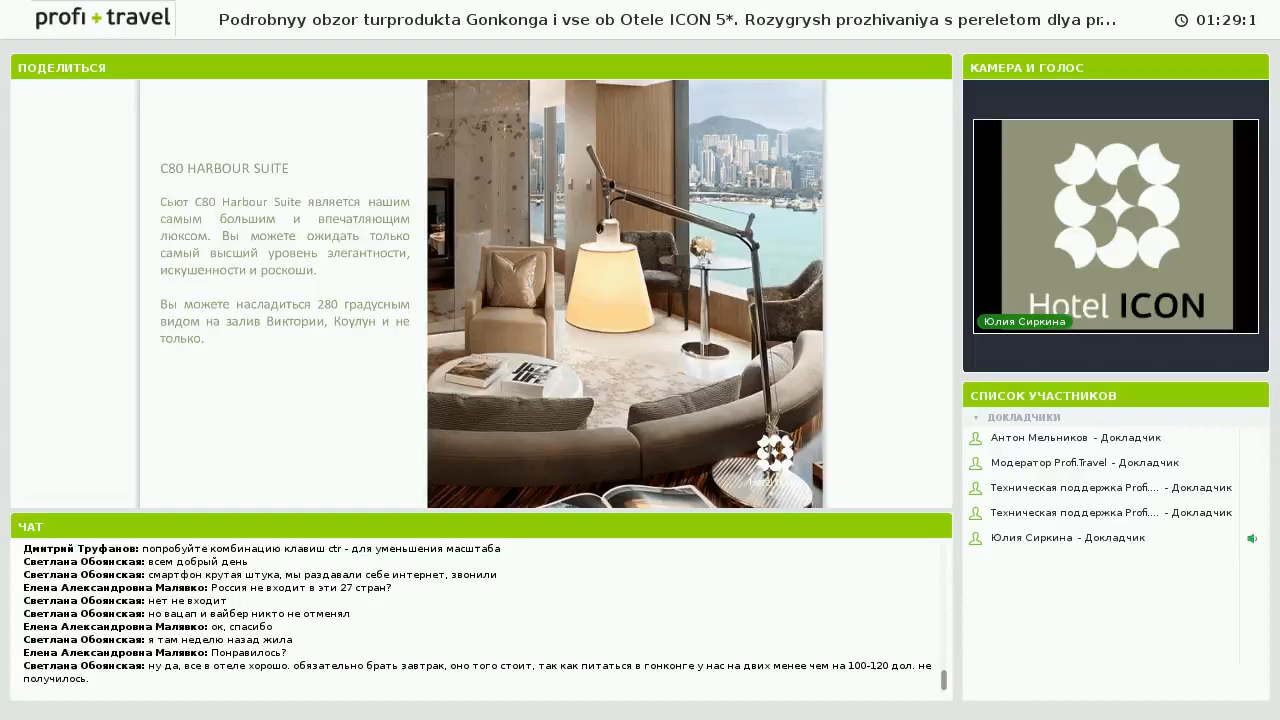 profi + travel
Podrobnyy obzor turprodukta Gonkonga i vse ob Otele ICON 5*. Rozygrysh prozhivaniya s pereletom dlya pr...
01:29:1
ПОДЕЛИТЬСЯ
C80 HARBOUR SUITE
Сьют C80 Harbour Suite является нашим
самым большим и впечатляющим
люксом. Вы можете ожидать только
самый высший уровень элегантности,
искушенности и роскоши.
Вы можете насладиться 280 градусным
видом на залив Виктории, Коулун и не
только.
КАМЕРА И ГОЛОС
Hotel ICON
Юлия Сиркина
СПИСОК УЧАСТНИКОВ
ДОКЛАДЧИКИ
Антон Мельников - Докладчик
Модератор Profi.Travel - Докладчик
Техническая поддержка Profi.... - Докладчик
Техническая поддержка Profi.... - Докладчик
Юлия Сиркина - Докладчик
ЧАТ
Дмитрий Труфанов: попробуйте комбинацию клавиш ctr - для уменьшения масштаба
Светлана Обоянская: всем добрый день
Светлана Обоянская: смартфон крутая штука, мы раздавали себе интернет, звонили
Елена Александровна Малявко: Россия не входит в эти 27 стран?
Светлана Обоянская: нет не входит
Светлана Обоянская: но вацап и вайбер никто не отменял
Елена Александровна Малявко: ок, спасибо
Светлана Обоянская: я там неделю назад жила
Елена Александровна Малявко: Понравилось?
Светлана Обоянская: ну да, все в отеле хорошо. обязательно брать завтрак, оно того стоит, так как питаться в гонконге у нас на двих менее чем на 100-120 дол. не
получилось.